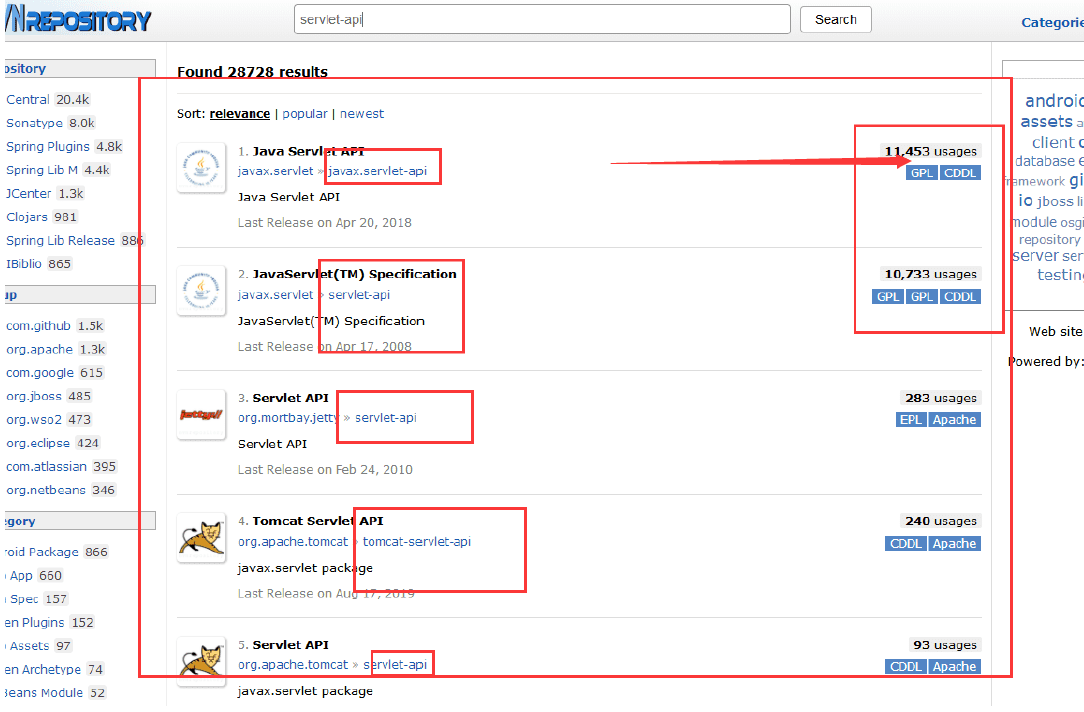 VNREPOSITORY
servlet-api
Search
Categorie
ository
Central 20.4k
Sonatype 8.0k
Spring Plugins 4.8k
Spring Lib M 4.4k
JCenter 1.3k
Clojars 981
Spring Lib Release 886
IBiblio 865
up
com.github 1.5k
org.apache 1.3k
com.google 615
org.jboss 485
org.wso2 473
org.eclipse 424
com.atlassian 395
org.netbeans 346
egory
roid Package 866
App 660
Spec 157
en Plugins 152
Assets 97
en Archetype 74
Beans Module 52
Found 28728 results
Sort: relevance | popular | newest
1. Java Servlet API
11,453 usages
javax.servlet » javax.servlet-api
GPL CDDL
Java Servlet API
Last Release on Apr 20, 2018
2. JavaServlet(TM) Specification
10,733 usages
javax.servlet » servlet-api
GPL GPL CDDL
JavaServlet(TM) Specification
Last Release on Apr 17, 2008
jetty://
3. Servlet API
283 usages
org.mortbay.jetty » servlet-api
EPL Apache
Servlet API
Last Release on Feb 24, 2010
4. Tomcat Servlet API
240 usages
org.apache.tomcat » tomcat-servlet-api
CDDL Apache
javax.servlet package
Last Release on Aug 17, 2019
5. Servlet API
93 usages
org.apache.tomcat » servlet-api
CDDL Apache
javax.servlet package
android
assets a
client c
database e
framework gi
io jboss li
module osgi
repository
server ser
testing
Web site
Powered by: